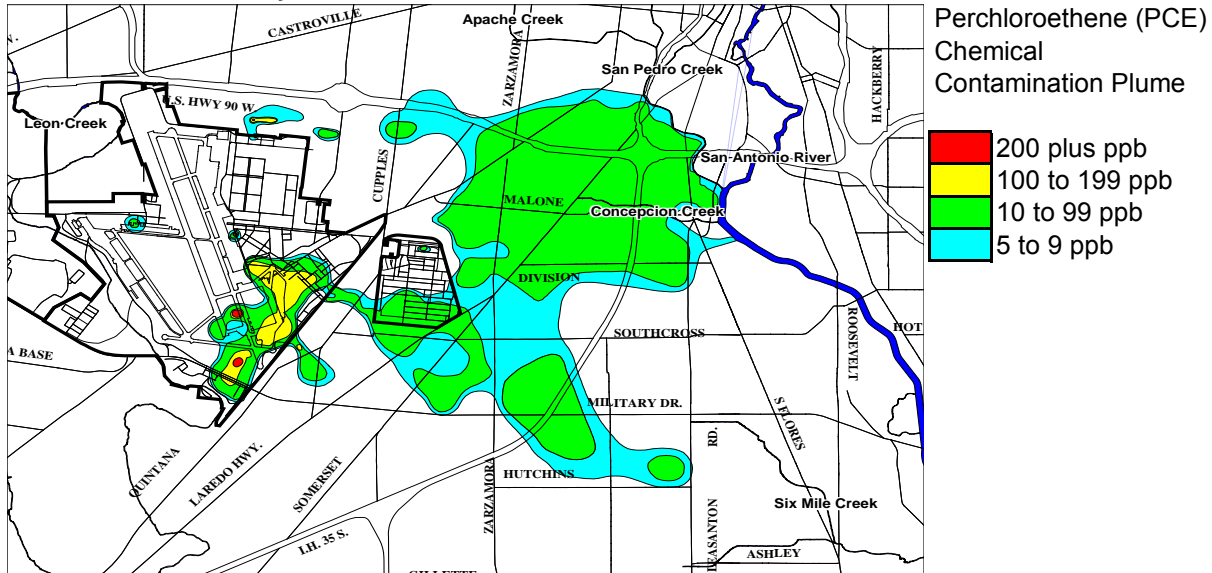 CASTROVILLE
Apache Creek
ZARZAMORA
San Pedro Creek
HACKBERRY
U.S. HWY 90 W.
Leon Creek
CUPPLES
San Antonio River
MALONE
Concepcion Creek
DIVISION
SOUTHCROSS
ROOSEVELT
HOT
A BASE
MILITARY DR.
S FLORES
QUINTANA
LAREDO HWY.
SOMERSET
ZARZAMORA
HUTCHINS
RD.
LEASANTON
Six Mile Creek
I.H. 35 S.
ASHLEY
Perchloroethene (PCE)
Chemical
Contamination Plume
200 plus ppb
100 to 199 ppb
10 to 99 ppb
5 to 9 ppb